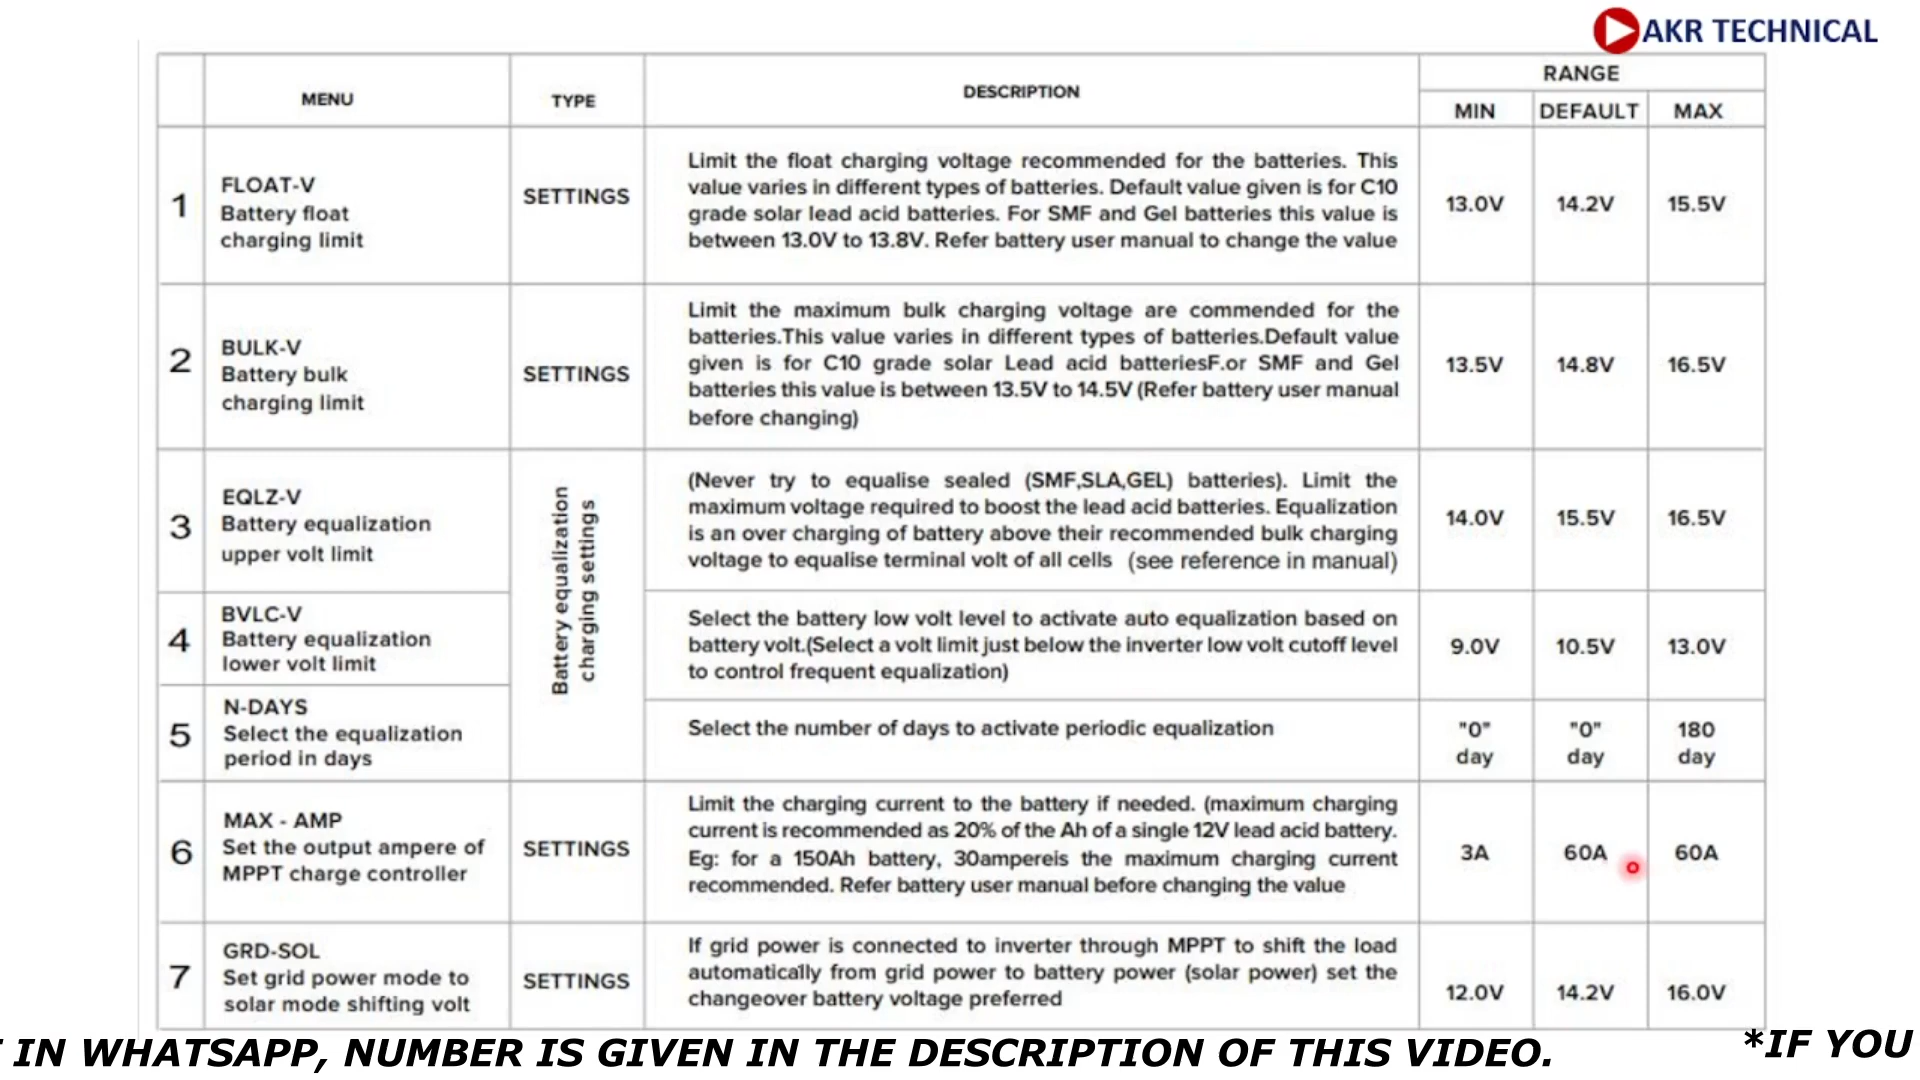 AKR TECHNICAL
MENU
TYPE
DESCRIPTION
RANGE
MIN
DEFAULT
MAX
1
FLOAT-V
Battery float
charging limit
SETTINGS
Limit the float charging voltage recommended for the batteries. This
value varies in different types of batteries. Default value given is for C10
grade solar lead acid batteries. For SMF and Gel batteries this value is
between 13.0V to 13.8V. Refer battery user manual to change the value
13.0V
14.2V
15.5V
2
BULK-V
Battery bulk
charging limit
SETTINGS
Limit the maximum bulk charging voltage are commended for the
batteries.This value varies in different types of batteries.Default value
given is for C10 grade solar Lead acid batteriesF.or SMF and Gel
batteries this value is between 13.5V to 14.5V (Refer battery user manual
before changing)
13.5V
14.8V
16.5V
3
EQLZ-V
Battery equalization
upper volt limit
Battery equalization
charging settings
(Never try to equalise sealed (SMF,SLA,GEL) batteries). Limit the
maximum voltage required to boost the lead acid batteries. Equalization
is an over charging of battery above their recommended bulk charging
voltage to equalise terminal volt of all cells (see reference in manual)
14.0V
15.5V
16.5V
4
BVLC-V
Battery equalization
lower volt limit
Select the battery low volt level to activate auto equalization based on
battery volt.(Select a volt limit just below the inverter low volt cutoff level
to control frequent equalization)
9.0V
10.5V
13.0V
5
N-DAYS
Select the equalization
period in days
Select the number of days to activate periodic equalization
"0"
day
"0"
day
180
day
6
MAX - AMP
Set the output ampere of
MPPT charge controller
SETTINGS
Limit the charging current to the battery if needed. (maximum charging
current is recommended as 20% of the Ah of a single 12V lead acid battery.
Eg: for a 150Ah battery, 30ampereis the maximum charging current
recommended. Refer battery user manual before changing the value
3A
60A
60A
7
GRD-SOL
Set grid power mode to
solar mode shifting volt
SETTINGS
If grid power is connected to inverter through MPPT to shift the load
automatically from grid power to battery power (solar power) set the
changeover battery voltage preferred
12.0V
14.2V
16.0V
IN WHATSAPP, NUMBER IS GIVEN IN THE DESCRIPTION OF THIS VIDEO.
*IF YOU